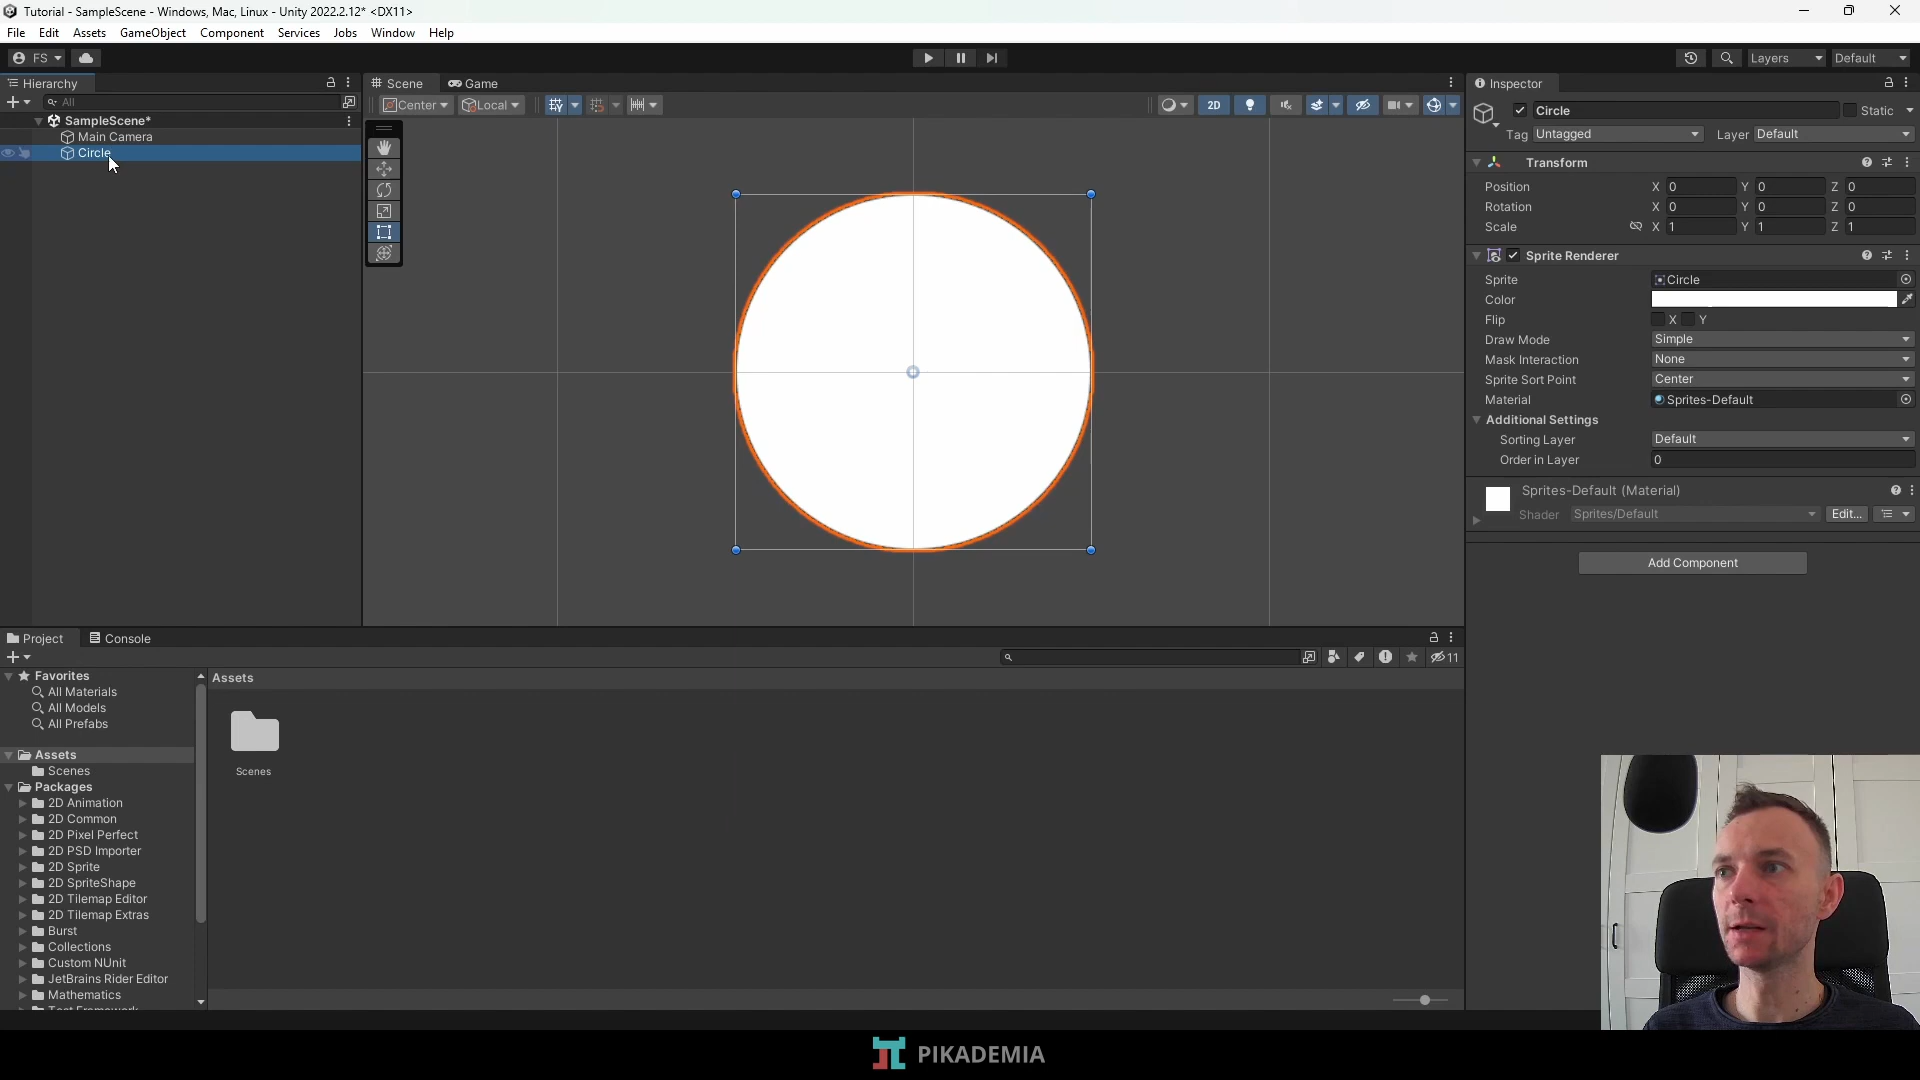 Tutorial - SampleScene - Windows, Mac, Linux - Unity 2022.2.12* <DX11>
File Edit Assets GameObject Component Services Jobs Window Help
FS
Layers
Default
Hierarchy
All
SampleScene*
Main Camera
Circle
Scene
Game
Center
Local
2D
Inspector
Circle
Static
Tag Untagged
Layer Default
Transform
Position X 0 Y 0 Z 0
Rotation X 0 Y 0 Z 0
Scale X 1 Y 1 Z 1
Sprite Renderer
Sprite Circle
Color
Flip X Y
Draw Mode Simple
Mask Interaction None
Sprite Sort Point Center
Material Sprites-Default
Additional Settings
Sorting Layer Default
Order in Layer 0
Sprites-Default (Material)
Shader Sprites/Default Edit...
Add Component
Project
Console
11
Favorites
All Materials
All Models
All Prefabs
Assets
Scenes
Packages
2D Animation
2D Common
2D Pixel Perfect
2D PSD Importer
2D Sprite
2D SpriteShape
2D Tilemap Editor
2D Tilemap Extras
Burst
Collections
Custom NUnit
JetBrains Rider Editor
Mathematics
Assets
Scenes
PIKADEMIA